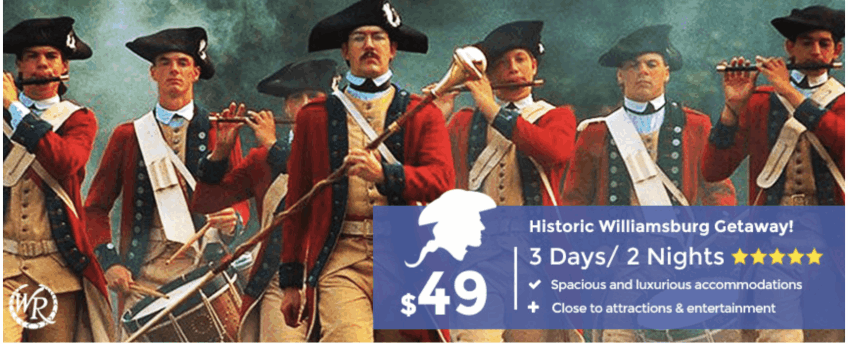 Historic Williamsburg Getaway!
3 Days/ 2 Nights
$49
Spacious and luxurious accommodations
Close to attractions & entertainment
WR